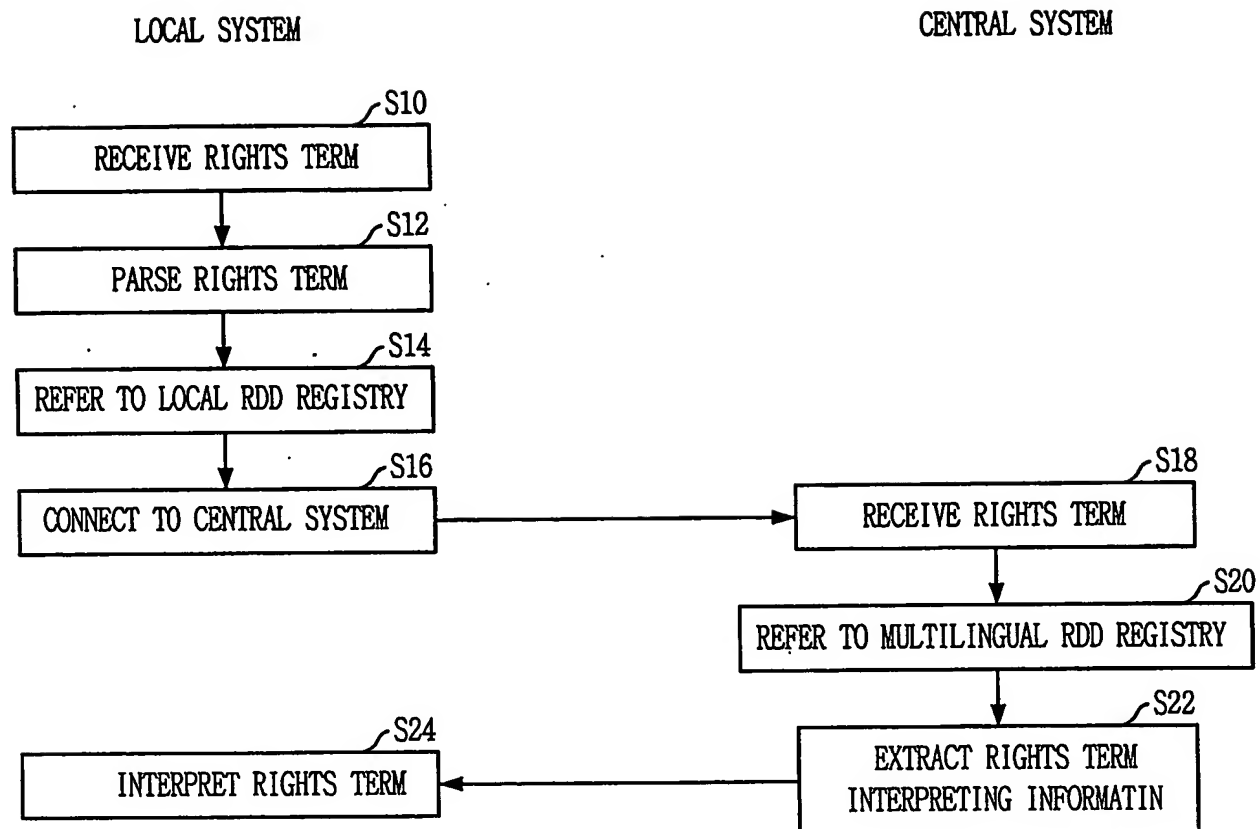 LOCAL SYSTEM
CENTRAL SYSTEM
S10
RECEIVE RIGHTS TERM
S12
PARSE RIGHTS TERM
S14
REFER TO LOCAL RDD REGISTRY
S16
CONNECT TO CENTRAL SYSTEM
S18
RECEIVE RIGHTS TERM
S20
REFER TO MULTILINGUAL RDD REGISTRY
S22
EXTRACT RIGHTS TERM
INTERPRETING INFORMATIN
S24
INTERPRET RIGHTS TERM